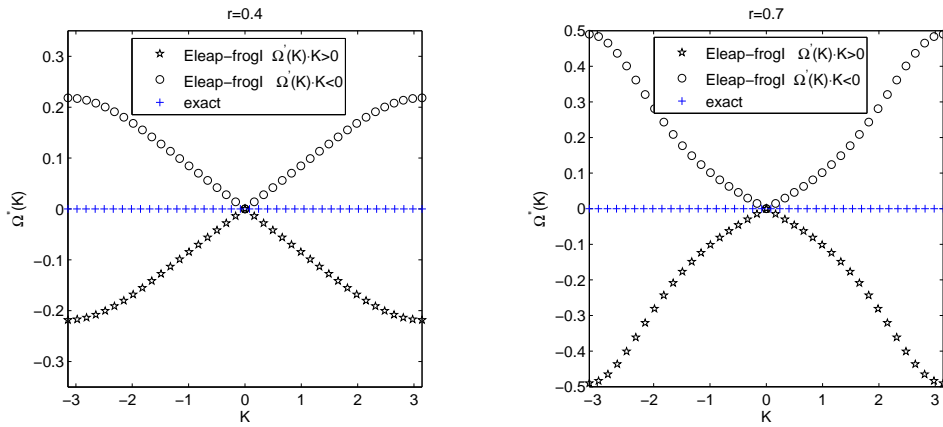 r=0.4
0.3
0.2
0.1
0
−0.1
−0.2
−0.3
Ω″(K)
−3 −2 −1 0 1 2 3
K
Eleap−frogI Ω′(K)·K>0
Eleap−frogI Ω′(K)·K<0
exact
r=0.7
0.5
0.4
0.3
0.2
0.1
0
−0.1
−0.2
−0.3
−0.4
−0.5
Ω″(K)
−3 −2 −1 0 1 2 3
K
Eleap−frogI Ω′(K)·K>0
Eleap−frogI Ω′(K)·K<0
exact